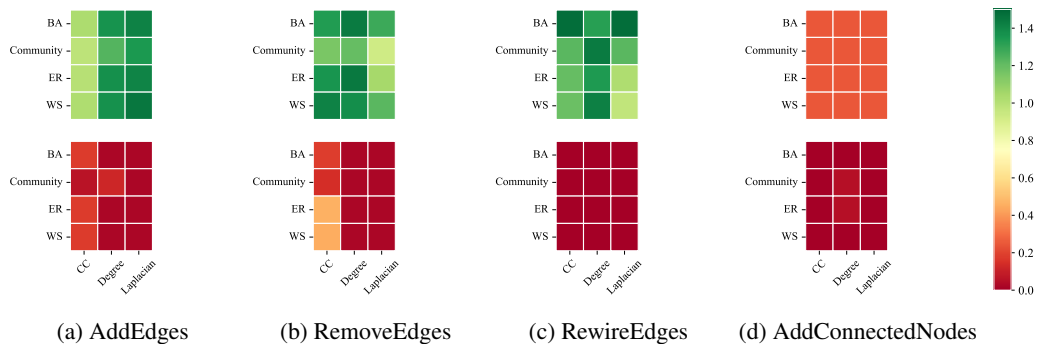 BA
Community
ER
WS
BA
Community
ER
WS
CC
Degree
Laplacian
(a) AddEdges
BA
Community
ER
WS
BA
Community
ER
WS
CC
Degree
Laplacian
(b) RemoveEdges
BA
Community
ER
WS
BA
Community
ER
WS
CC
Degree
Laplacian
(c) RewireEdges
BA
Community
ER
WS
BA
Community
ER
WS
CC
Degree
Laplacian
(d) AddConnectedNodes
1.4
1.2
1.0
0.8
0.6
0.4
0.2
0.0